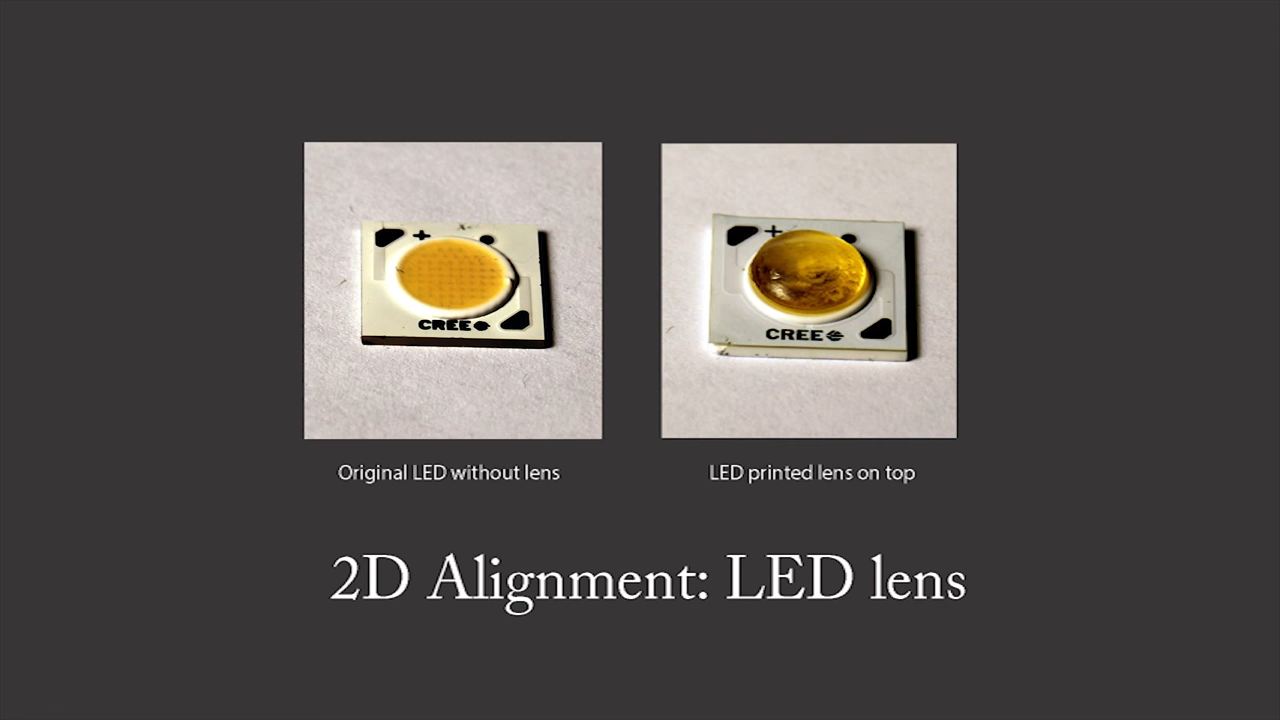 +
CREE
+
CREE
Original LED without lens
LED printed lens on top
2D Alignment: LED lens